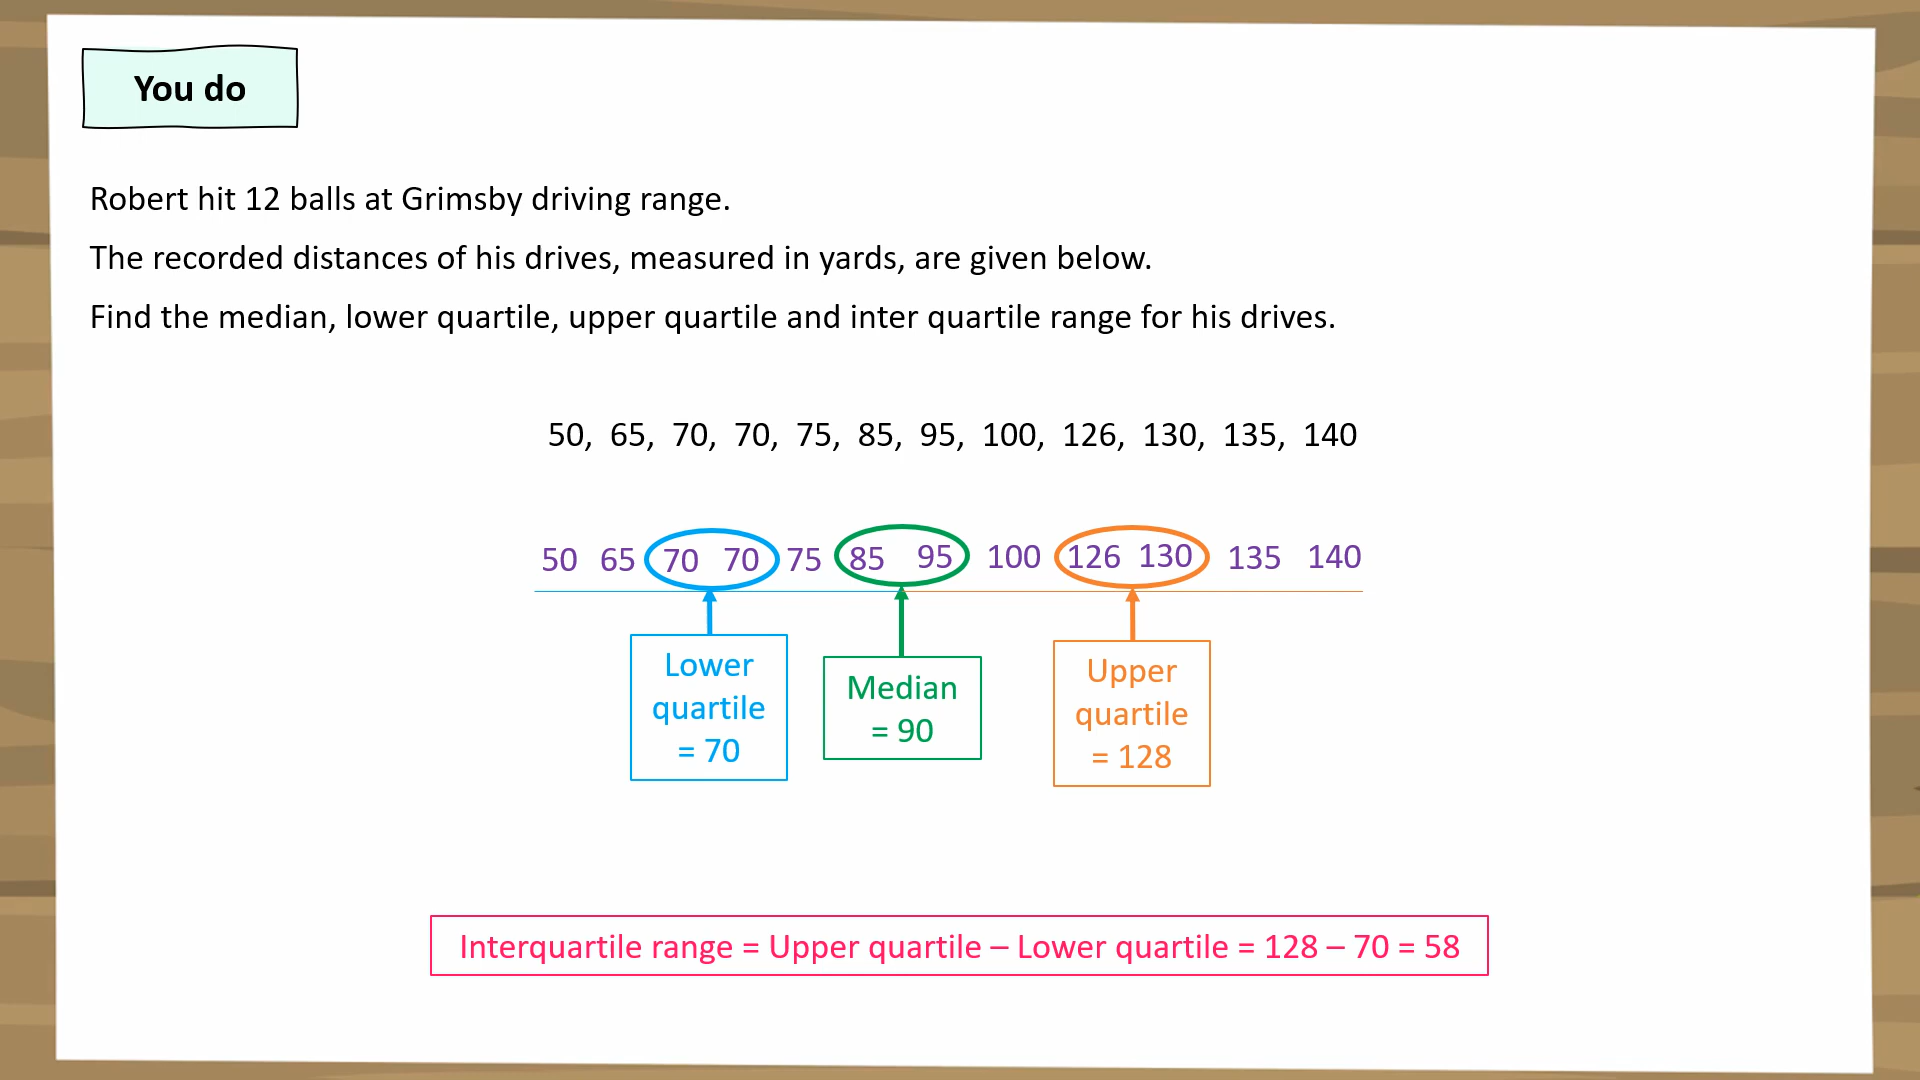 You do
Robert hit 12 balls at Grimsby driving range.
The recorded distances of his drives, measured in yards, are given below.
Find the median, lower quartile, upper quartile and inter quartile range for his drives.
50, 65, 70, 70, 75, 85, 95, 100, 126, 130, 135, 140
50 65 70 70 75 85 95 100 126 130 135 140
Lower
quartile
= 70
Median
= 90
Upper
quartile
= 128
Interquartile range = Upper quartile – Lower quartile = 128 – 70 = 58